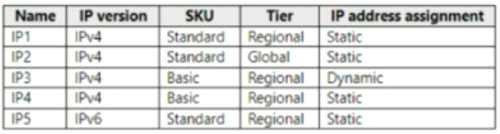 Name IP version SKU Tier IP address assignment
IP1 IPv4 Standard Regional Static
IP2 IPv4 Standard Global Static
IP3 IPv4 Basic Regional Dynamic
IP4 IPv4 Basic Regional Static
IP5 IPv6 Standard Regional Static